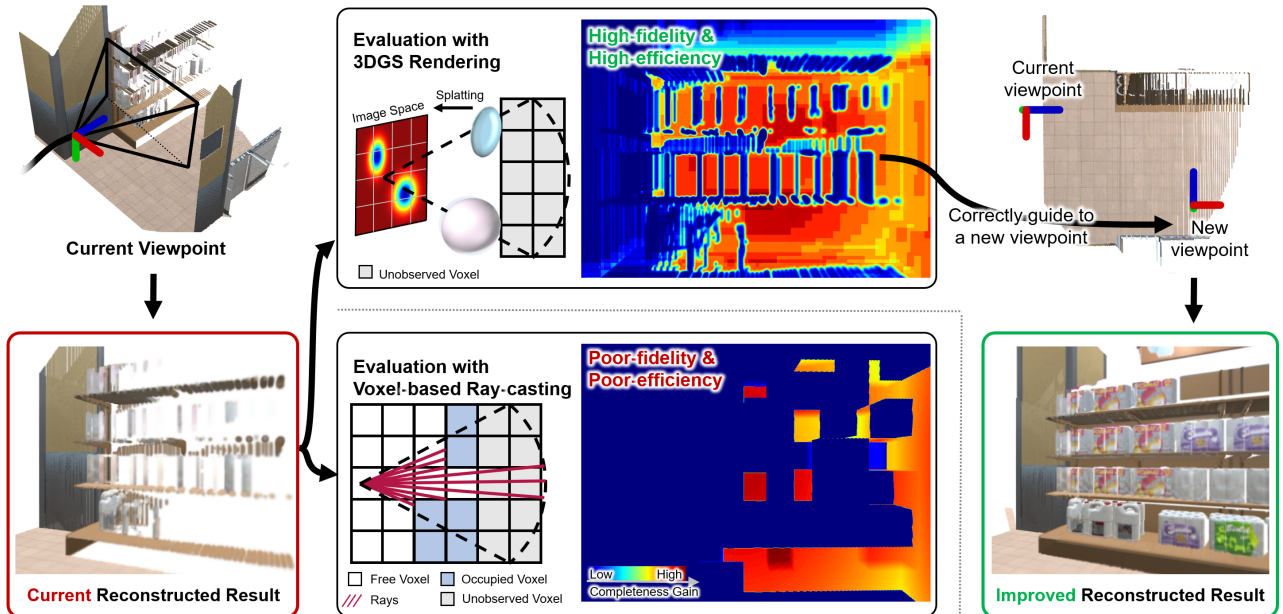 Current Viewpoint
Current Reconstructed Result
Evaluation with
3DGS Rendering
Splatting
Image Space
Unobserved Voxel
High-fidelity &
High-efficiency
Evaluation with
Voxel-based Ray-casting
Free Voxel
Occupied Voxel
Rays
Unobserved Voxel
Poor-fidelity &
Poor-efficiency
Low
High
Completeness Gain
Current
viewpoint
Correctly guide to
a new viewpoint
New
viewpoint
Improved Reconstructed Result